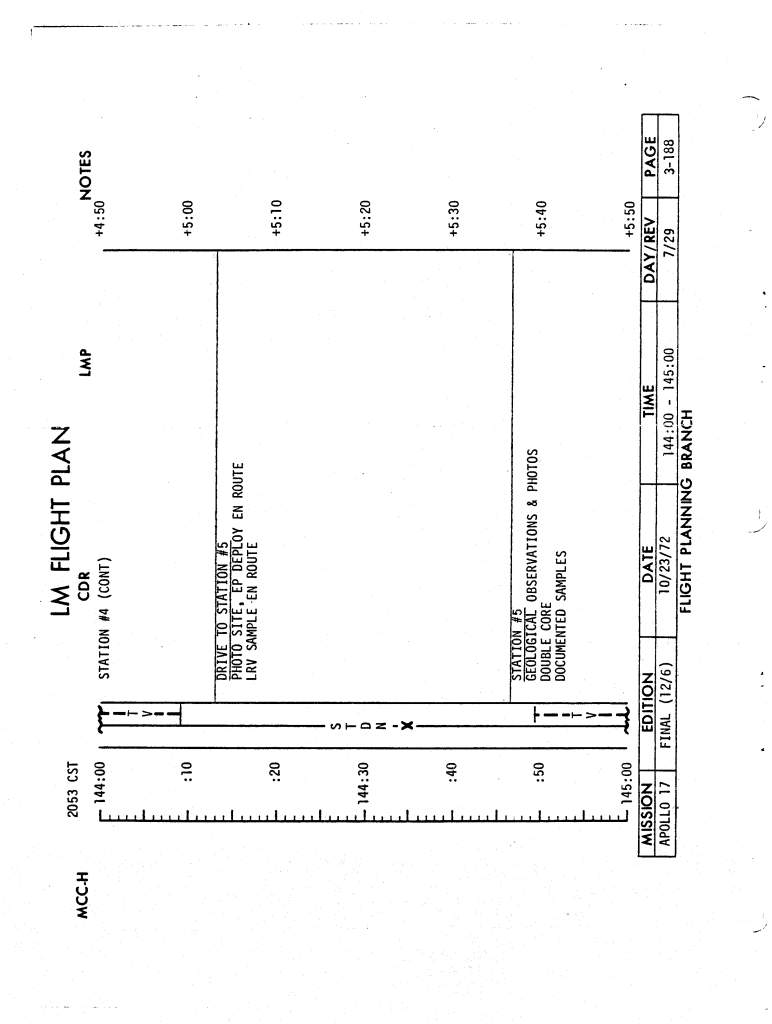 LM FLIGHT PLAN
MCC-H 2053 CST CDR LMP NOTES
144:00 STATION #4 (CONT) +4:50
T V
:10 +5:00
DRIVE TO STATION #5
PHOTO SITE, EP DEPLOY EN ROUTE
LRV SAMPLE EN ROUTE
:20 +5:10
S T D N - X
144:30 +5:20
:40 +5:30
STATION #5
GEOLOGICAL OBSERVATIONS & PHOTOS
DOUBLE CORE
DOCUMENTED SAMPLES
:50 +5:40
T V
145:00 +5:50
MISSION EDITION DATE TIME DAY/REV PAGE
APOLLO 17 FINAL (12/6) 10/23/72 144:00 - 145:00 7/29 3-188
FLIGHT PLANNING BRANCH